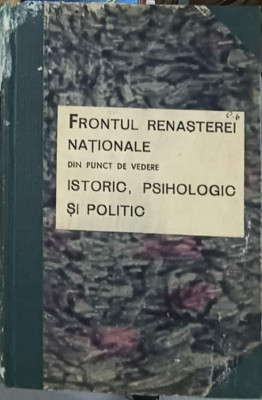 FRONTUL RENAȘTEREI
NAȚIONALE
DIN PUNCT DE VEDERE
ISTORIC, PSIHOLOGIC
ȘI POLITIC